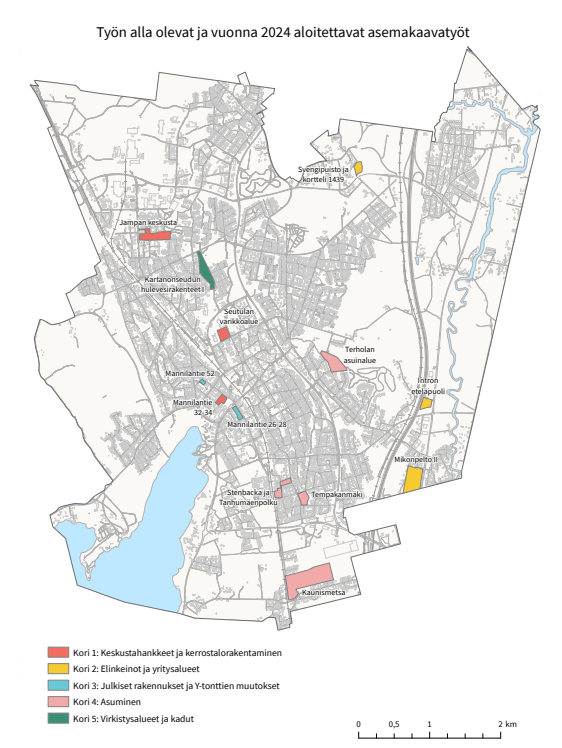 Työn alla olevat ja vuonna 2024 aloitettavat asemakaavatyöt
Svengipuisto ja
kortteli 1439
Jampan keskusta
Kartanonseudun
hulevesirakenteet I
Seutulan
varikkoalue
Terholan
asuinalue
Mannilantie 52
Intron
eteläpuoli
Mannilantie
32-34
Mannilantie 26-28
Mikonpelto II
Stenbacka ja
Tanhumäenpolku
Tempakanmäki
Kaunismetsa
Kori 1: Keskustahankkeet ja kerrostalorakentaminen
Kori 2: Elinkeinot ja yritysalueet
Kori 3: Julkiset rakennukset ja Y-tonttien muutokset
Kori 4: Asuminen
Kori 5: Virkistysalueet ja kadut
0 0,5 1 2 km